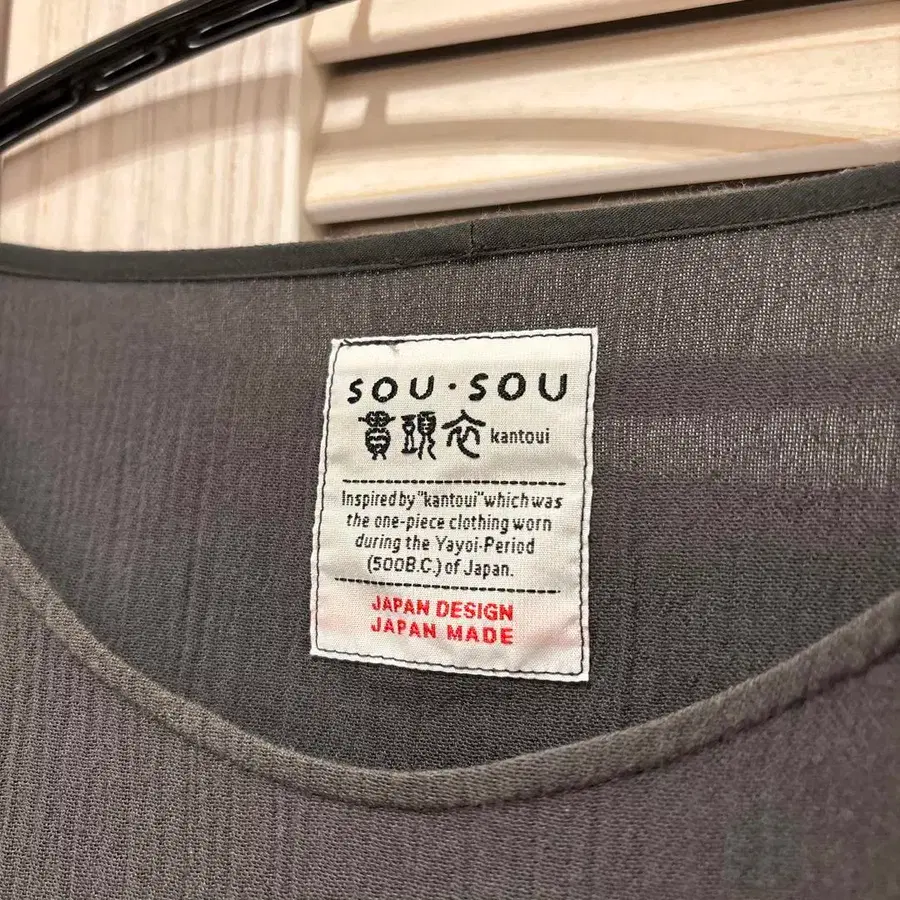 SOU・SOU
貫頭衣 kantoui
Inspired by "kantoui" which was
the one-piece clothing worn
during the Yayoi-Period
(500B.C.) of Japan.
JAPAN DESIGN
JAPAN MADE